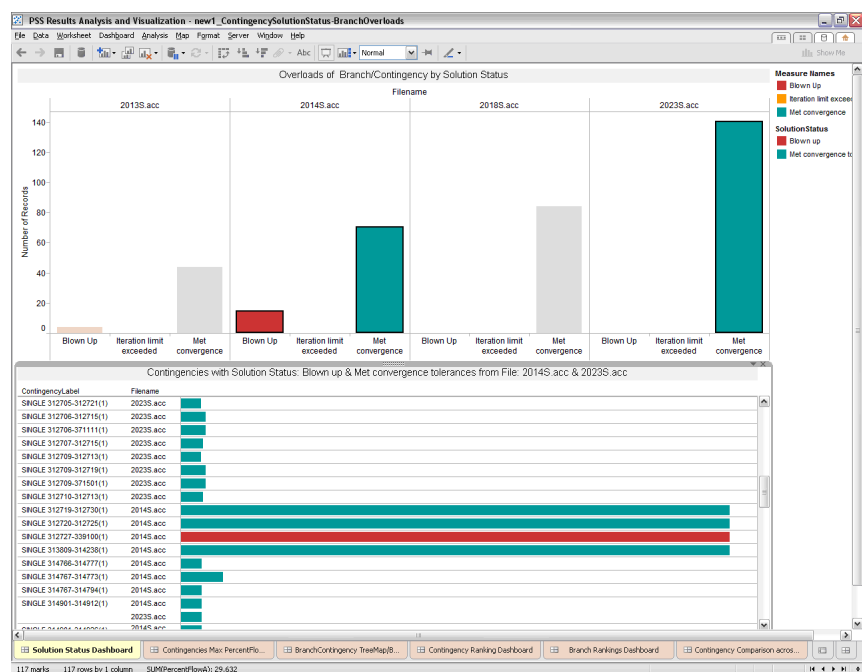 PSS Results Analysis and Visualization - new1_ContingencySolutionStatus-BranchOverloads
File Data Worksheet Dashboard Analysis Map Format Server Window Help
Abc Normal Show Me
Overloads of Branch/Contingency by Solution Status
Filename
2013S.acc 2014S.acc 2018S.acc 2023S.acc
Number of Records
140
120
100
80
60
40
20
0
Blown Up Iteration limit exceeded Met convergence Blown Up Iteration limit exceeded Met convergence Blown Up Iteration limit exceeded Met convergence Blown Up Iteration limit exceeded Met convergence
Measure Names
Blown Up
Iteration limit exceed
Met convergence
SolutionStatus
Blown up
Met convergence to
Contingencies with Solution Status: Blown up & Met convergence tolerances from File: 2014S.acc & 2023S.acc
ContingencyLabel Filename
SINGLE 312705-312721(1) 2023S.acc
SINGLE 312706-312715(1) 2023S.acc
SINGLE 312706-371111(1) 2023S.acc
SINGLE 312707-312715(1) 2023S.acc
SINGLE 312709-312713(1) 2023S.acc
SINGLE 312709-312719(1) 2023S.acc
SINGLE 312709-371501(1) 2023S.acc
SINGLE 312710-312713(1) 2023S.acc
SINGLE 312719-312730(1) 2014S.acc
SINGLE 312720-312725(1) 2014S.acc
SINGLE 312727-339100(1) 2014S.acc
SINGLE 313809-314238(1) 2014S.acc
SINGLE 314766-314777(1) 2014S.acc
SINGLE 314767-314773(1) 2014S.acc
SINGLE 314767-314794(1) 2014S.acc
SINGLE 314901-314912(1) 2014S.acc
2023S.acc
2014S.acc
Solution Status Dashboard Contingencies Max PercentFlo... BranchContingency TreeMap/B... Contingency Ranking Dashboard Branch Rankings Dashboard Contingency Comparison acros...
117 marks 117 rows by 1 column SUM(PercentFlowA): 29,632